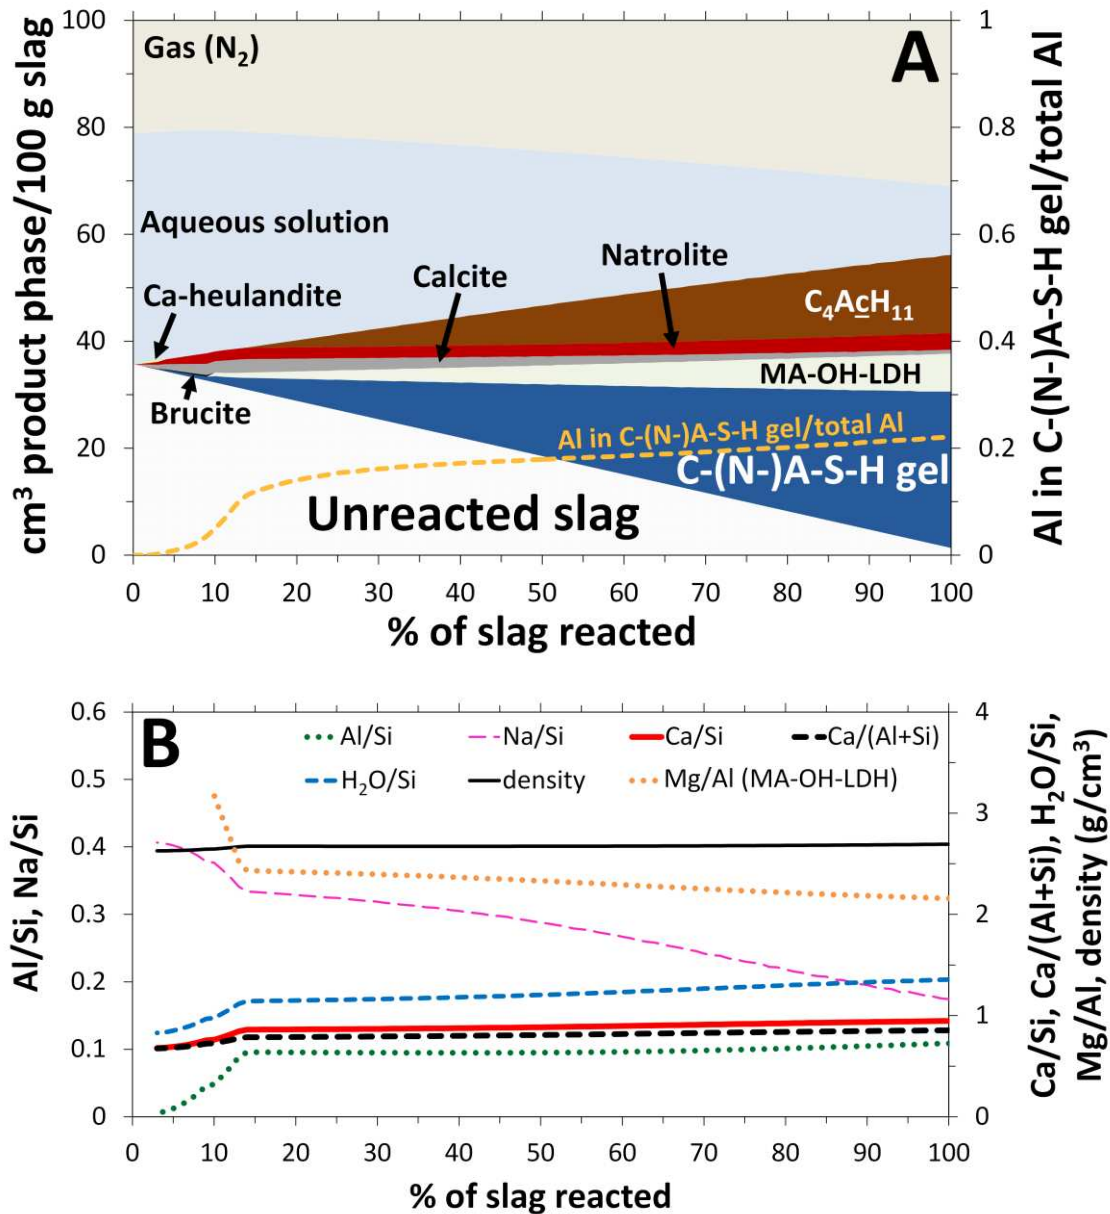 cm³ product phase/100 g slag
100
80
60
40
20
0
Gas (N₂)
A
Aqueous solution
Ca-heulandite
Calcite
Natrolite
C₄AcH₁₁
Brucite
MA-OH-LDH
Al in C-(N-)A-S-H gel/total Al
C-(N-)A-S-H gel
Unreacted slag
1
0.8
0.6
0.4
0.2
0
Al in C-(N-)A-S-H gel/total Al
0 10 20 30 40 50 60 70 80 90 100
% of slag reacted
Al/Si, Na/Si
0.6
0.5
0.4
0.3
0.2
0.1
0
B
Al/Si Na/Si Ca/Si Ca/(Al+Si)
H₂O/Si density Mg/Al (MA-OH-LDH)
4
3
2
1
0
Ca/Si, Ca/(Al+Si), H₂O/Si,
Mg/Al, density (g/cm³)
0 10 20 30 40 50 60 70 80 90 100
% of slag reacted